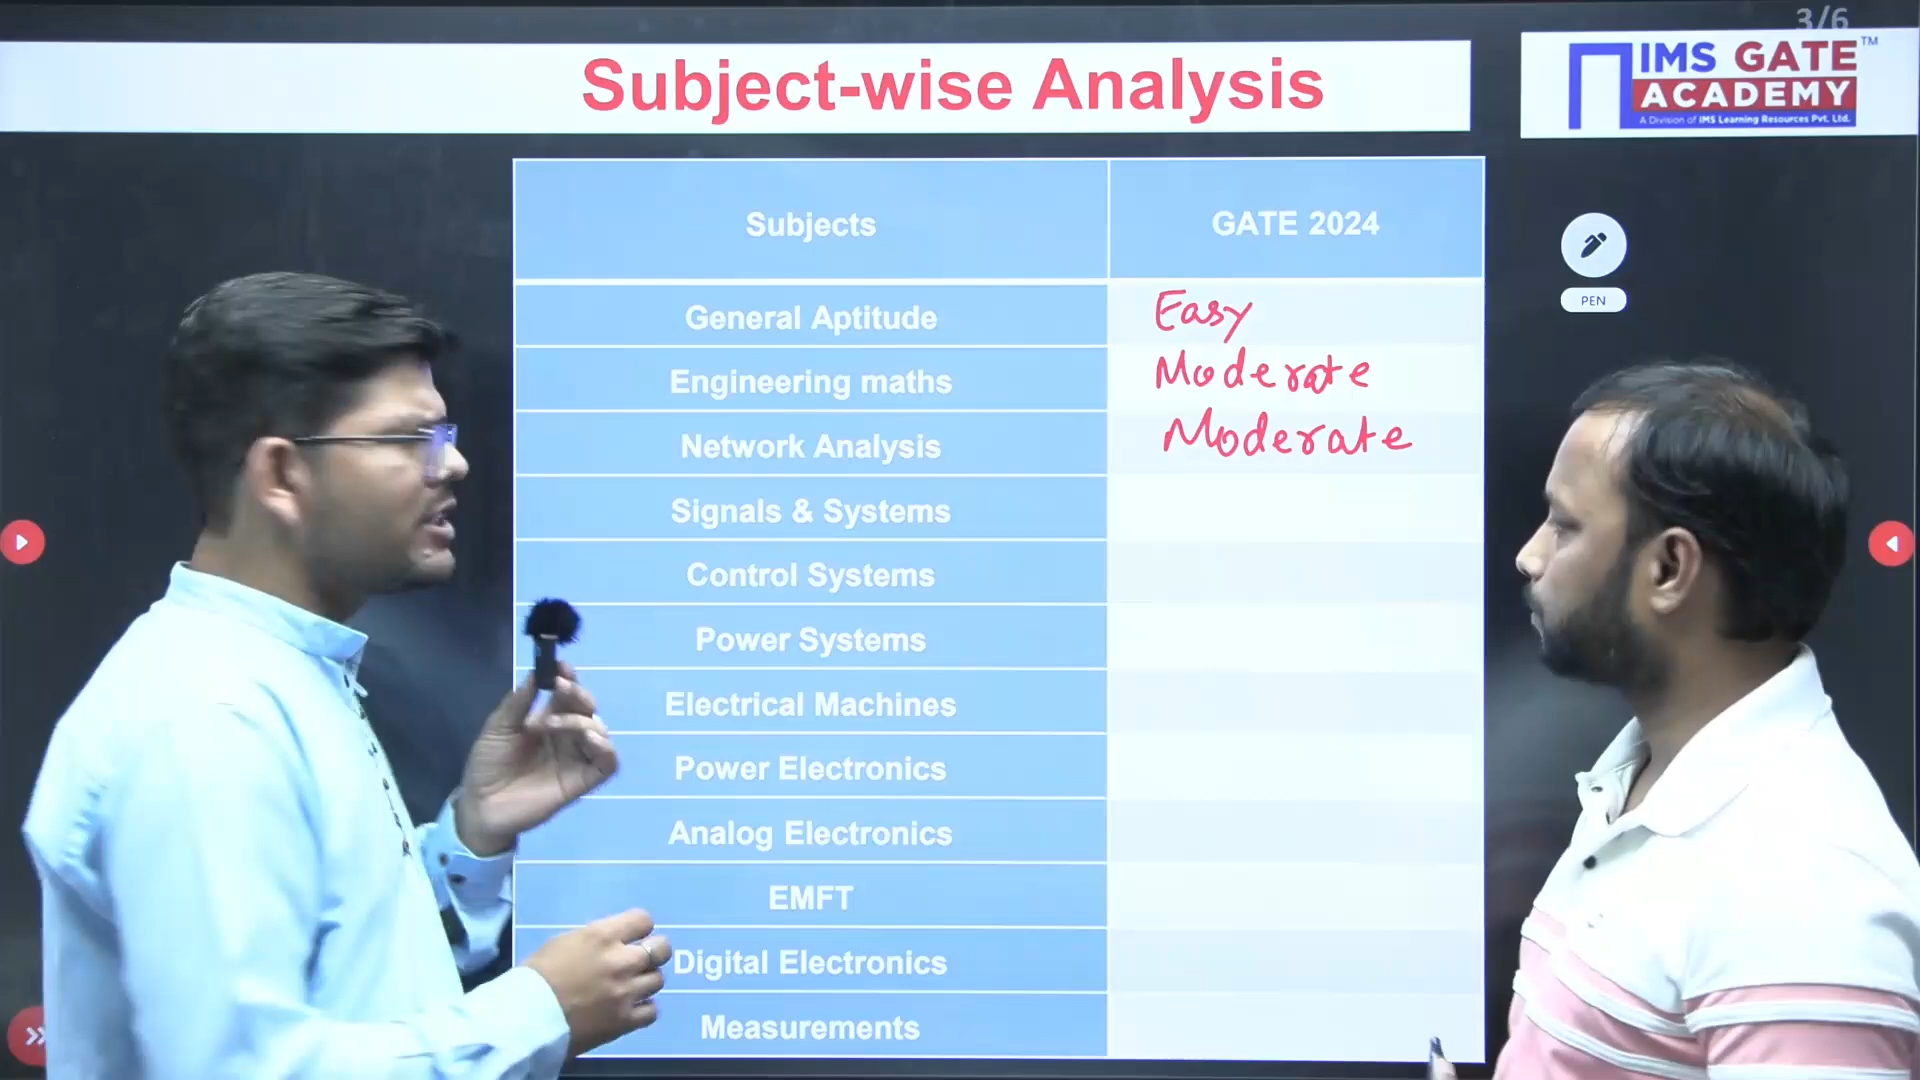 3/6
Subject-wise Analysis
IMS GATE TM
ACADEMY
A Division of IMS Learning Resources Pvt. Ltd.
Subjects GATE 2024
PEN
General Aptitude Easy
Engineering maths Moderate
Network Analysis Moderate
Signals & Systems
Control Systems
Power Systems
Electrical Machines
Power Electronics
Analog Electronics
EMFT
Digital Electronics
Measurements